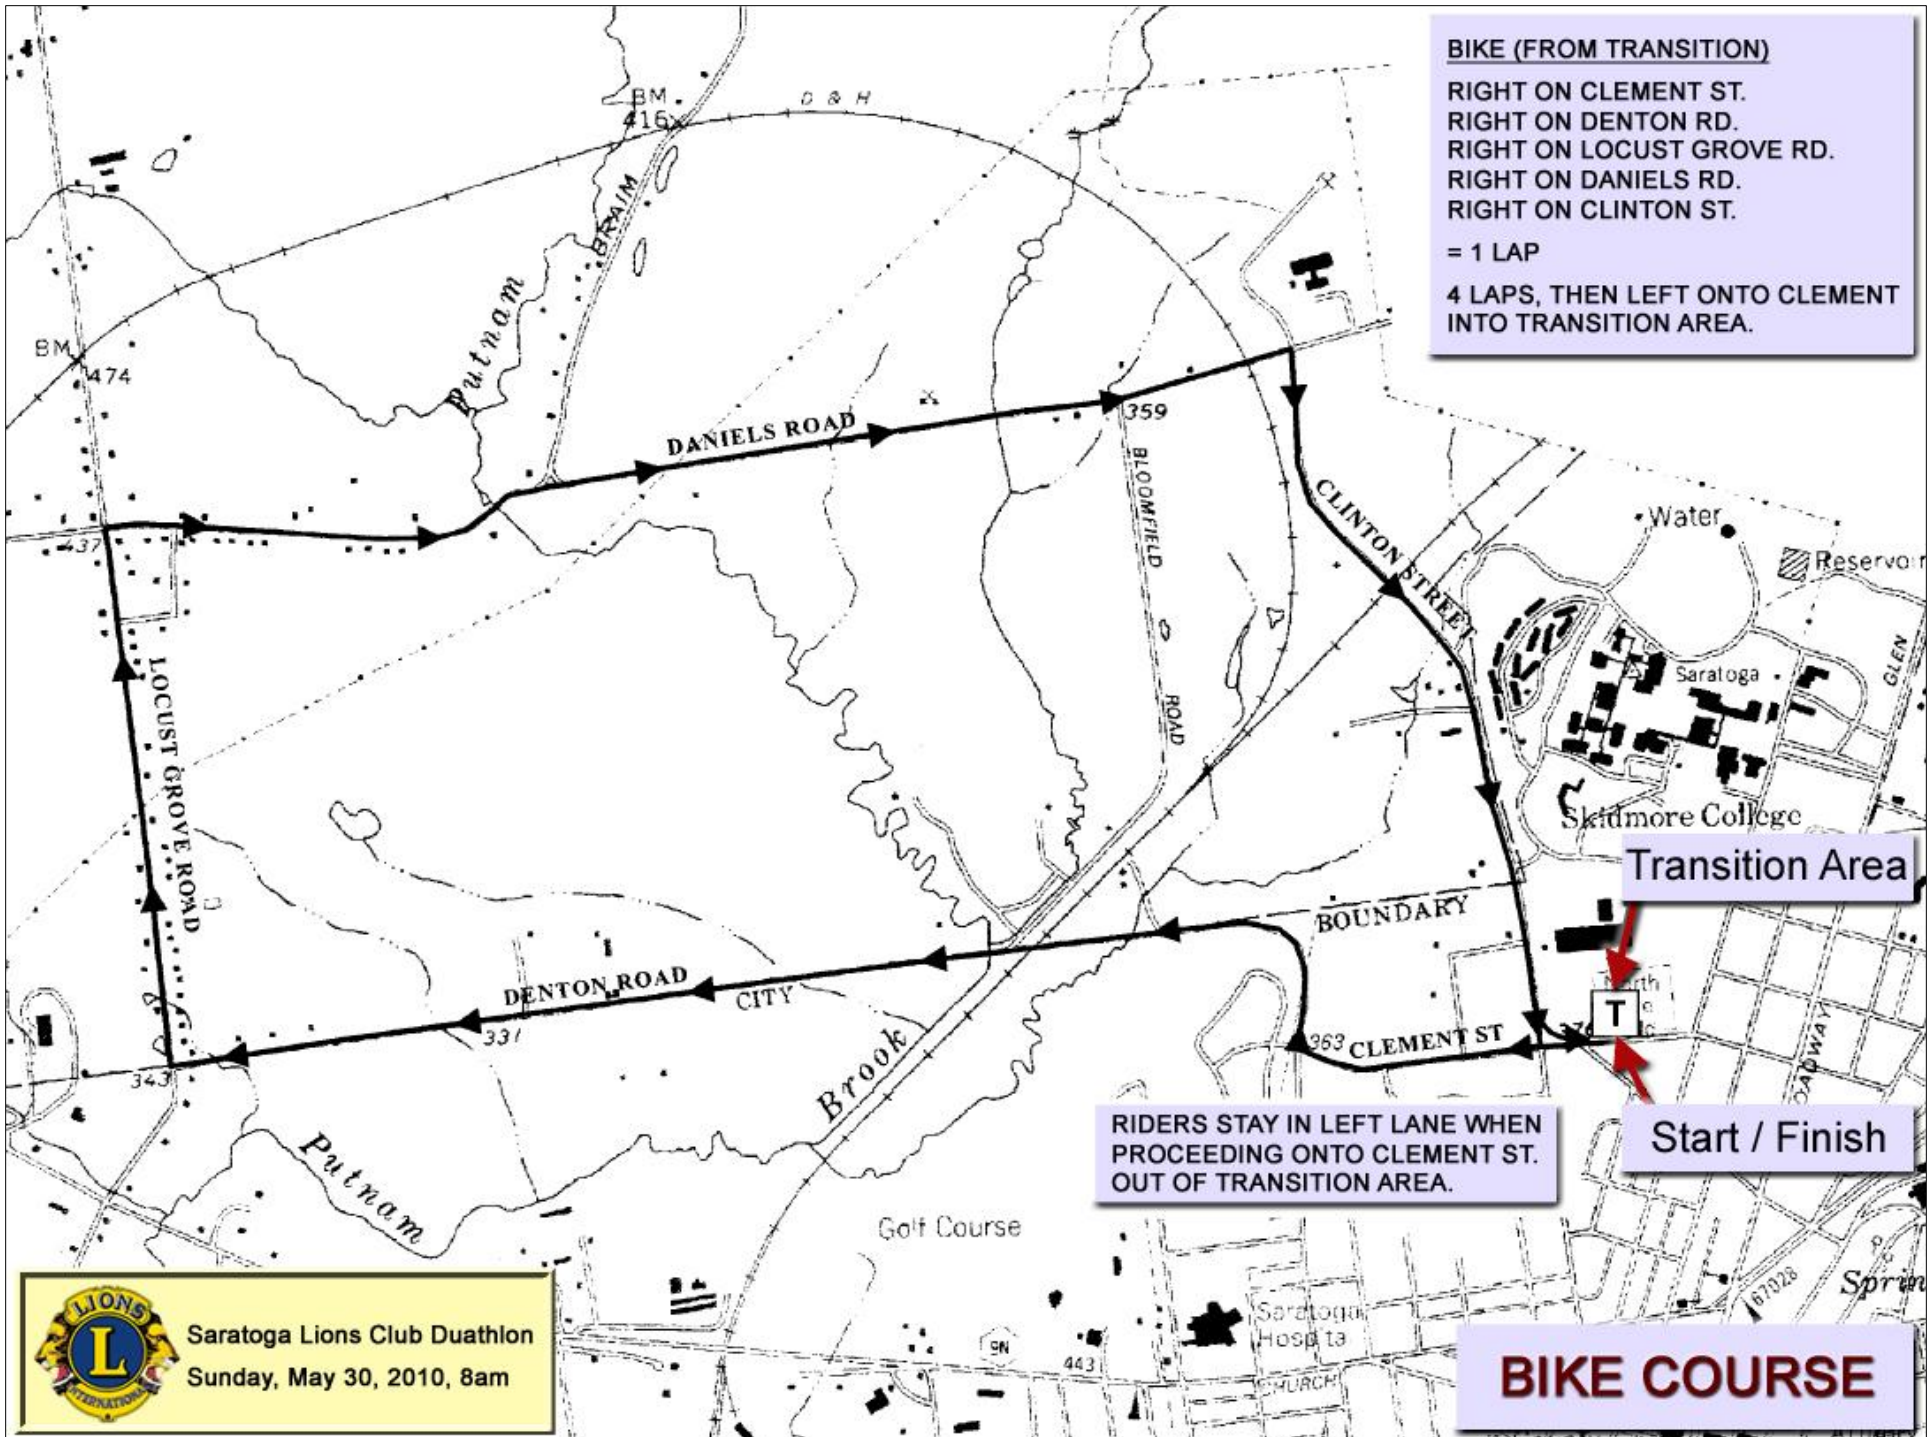 BIKE (FROM TRANSITION)
RIGHT ON CLEMENT ST.
RIGHT ON DENTON RD.
RIGHT ON LOCUST GROVE RD.
RIGHT ON DANIELS RD.
RIGHT ON CLINTON ST.
= 1 LAP
4 LAPS, THEN LEFT ONTO CLEMENT
INTO TRANSITION AREA.
BM
416
D & H
BRAIM
Putnam
BM
474
DANIELS ROAD
359
BLOOMFIELD
ROAD
437
CLINTON STREET
Water
Reservoir
GLEN
Saratoga
LOCUST GROVE ROAD
Skidmore College
Transition Area
BOUNDARY
DENTON ROAD
CITY
331
343
363
CLEMENT ST
T
Brook
Putnam
RIDERS STAY IN LEFT LANE WHEN
PROCEEDING ONTO CLEMENT ST.
OUT OF TRANSITION AREA.
Start / Finish
Golf Course
67028
Sprin
Saratoga
Hospita
443
CHURCH
LIONS
L
INTERNATIONAL
Saratoga Lions Club Duathlon
Sunday, May 30, 2010, 8am
BIKE COURSE